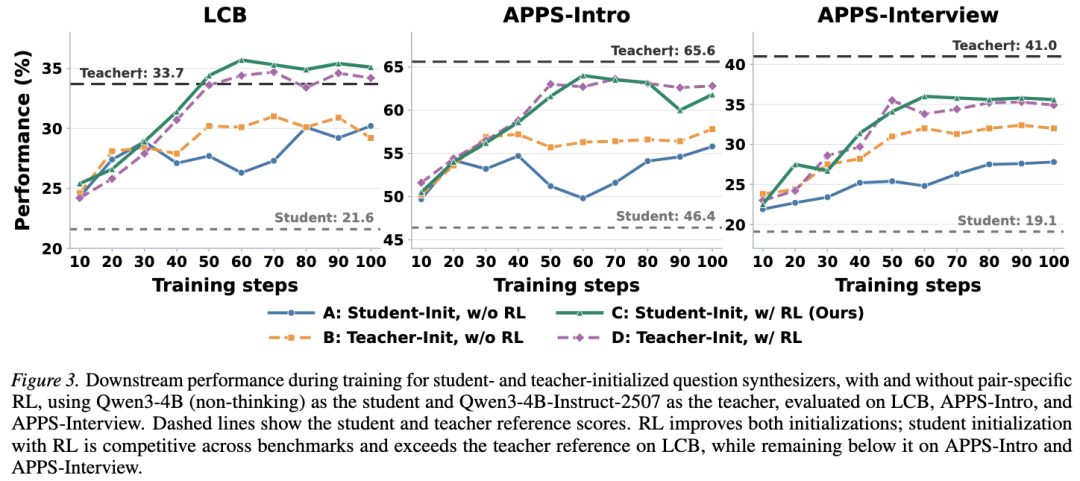 LCB
APPS-Intro
APPS-Interview
Performance (%)
35
30
25
20
Teacher†: 33.7
Student: 21.6
10 20 30 40 50 60 70 80 90 100
Training steps
65
60
55
50
45
Teacher†: 65.6
Student: 46.4
10 20 30 40 50 60 70 80 90 100
Training steps
40
35
30
25
20
Teacher†: 41.0
Student: 19.1
10 20 30 40 50 60 70 80 90 100
Training steps
A: Student-Init, w/o RL
C: Student-Init, w/ RL (Ours)
B: Teacher-Init, w/o RL
D: Teacher-Init, w/ RL
Figure 3. Downstream performance during training for student- and teacher-initialized question synthesizers, with and without pair-specific
RL, using Qwen3-4B (non-thinking) as the student and Qwen3-4B-Instruct-2507 as the teacher, evaluated on LCB, APPS-Intro, and
APPS-Interview. Dashed lines show the student and teacher reference scores. RL improves both initializations; student initialization
with RL is competitive across benchmarks and exceeds the teacher reference on LCB, while remaining below it on APPS-Intro and
APPS-Interview.